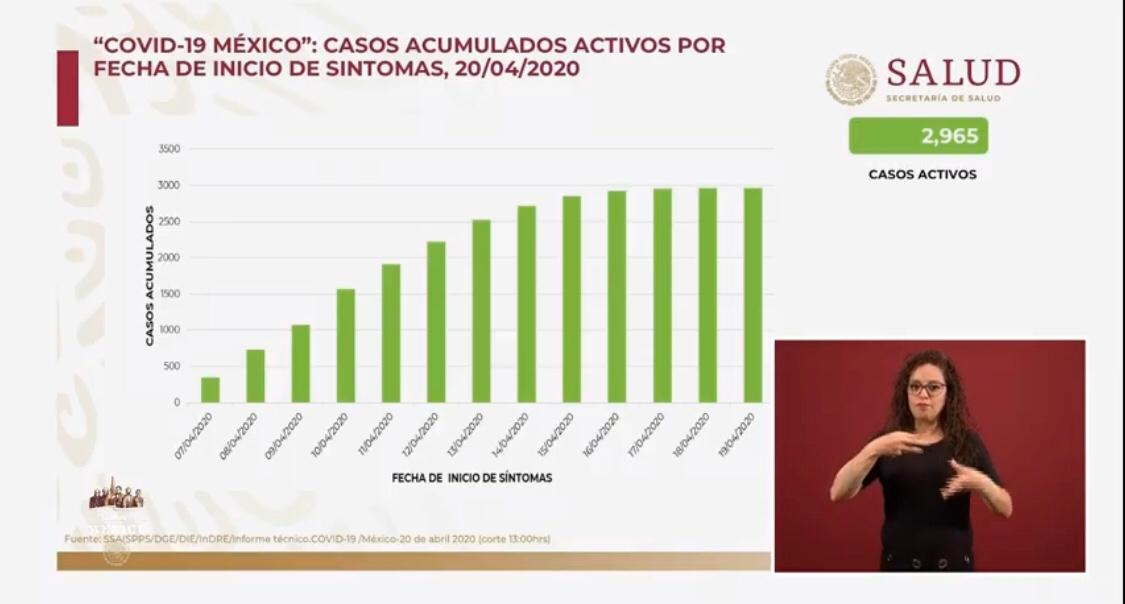 “COVID-19 MÉXICO”: CASOS ACUMULADOS ACTIVOS POR
FECHA DE INICIO DE SINTOMAS, 20/04/2020
SALUD
SECRETARÍA DE SALUD
2,965
CASOS ACTIVOS
CASOS ACUMULADOS
3500
3000
2500
2000
1500
1000
500
0
07/04/2020
08/04/2020
09/04/2020
10/04/2020
11/04/2020
12/04/2020
13/04/2020
14/04/2020
15/04/2020
16/04/2020
17/04/2020
18/04/2020
19/04/2020
FECHA DE INICIO DE SÍNTOMAS
Fuente: SSA(SPPS/DGE/DIE/InDRE/Informe técnico.COVID-19 /México-20 de abril 2020 (corte 13:00hrs)